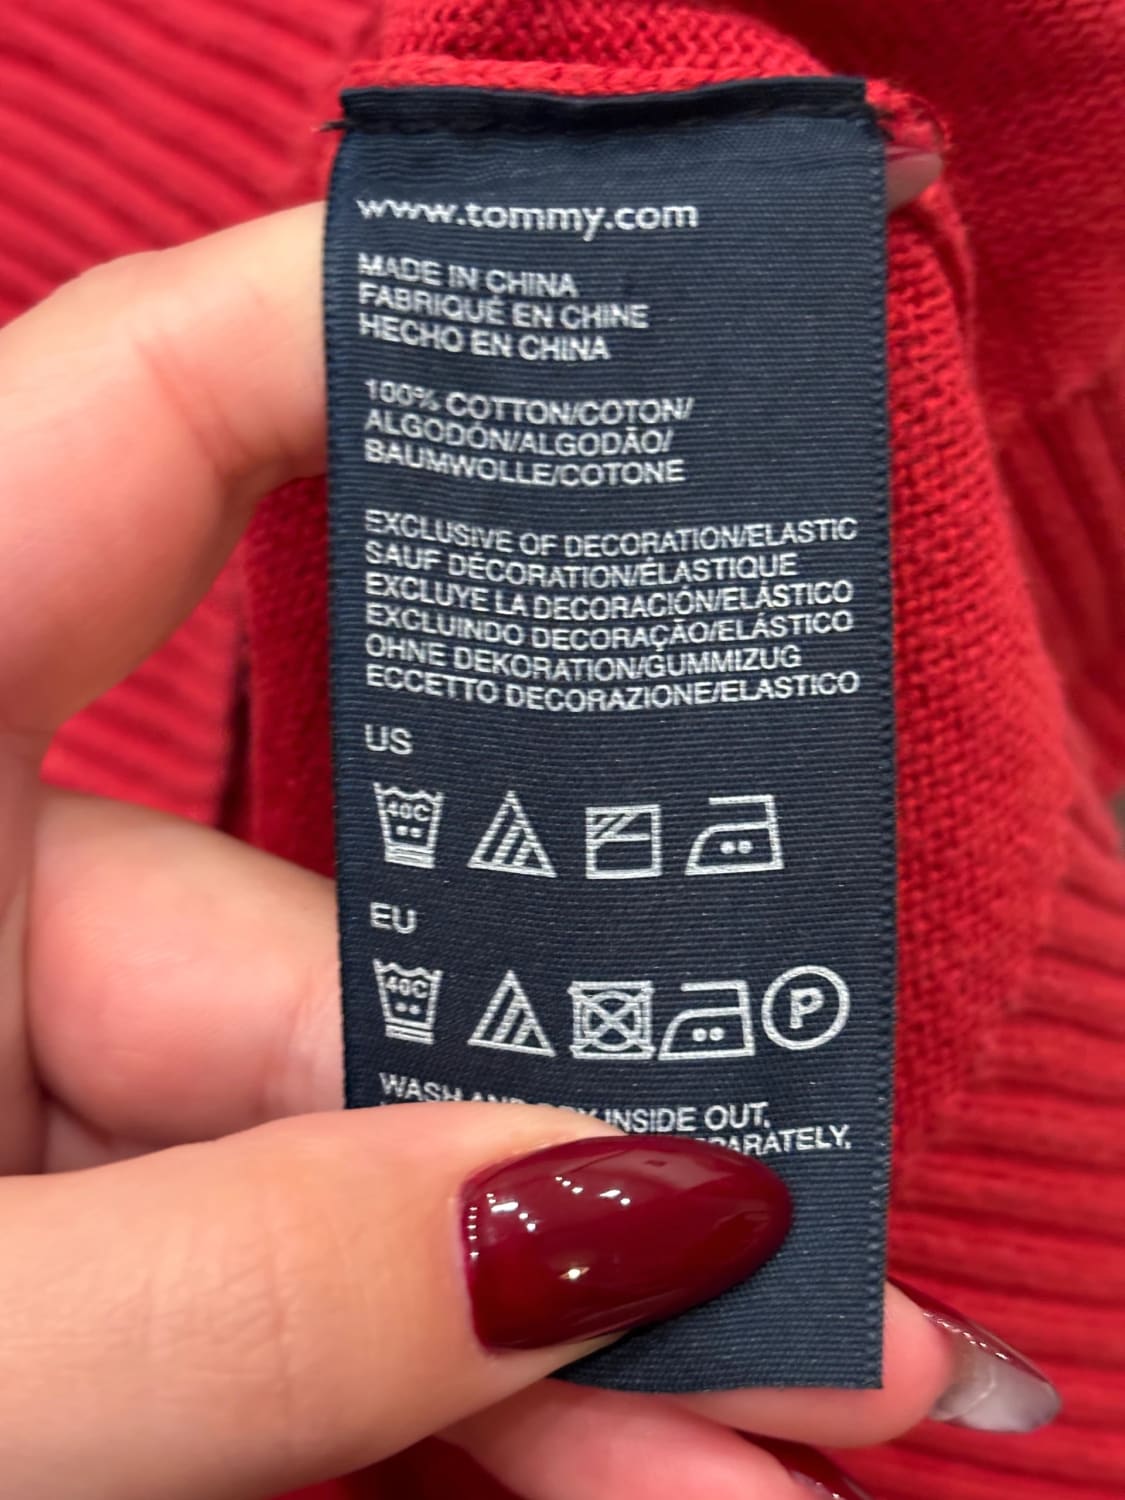 www.tommy.com
MADE IN CHINA
FABRIQUÉ EN CHINE
HECHO EN CHINA
100% COTTON/COTON/
ALGODÓN/ALGODÃO/
BAUMWOLLE/COTONE
EXCLUSIVE OF DECORATION/ELASTIC
SAUF DÉCORATION/ÉLASTIQUE
EXCLUYE LA DECORACIÓN/ELÁSTICO
EXCLUINDO DECORAÇÃO/ELÁSTICO
OHNE DEKORATION/GUMMIZUG
ECCETTO DECORAZIONE/ELASTICO
US
40C
EU
40C
P
WASH AND DRY INSIDE OUT,